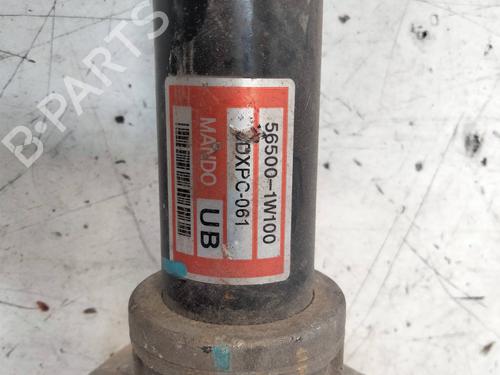 56500-1W100
DXPC-061
MANDO
UB
B-PARTS